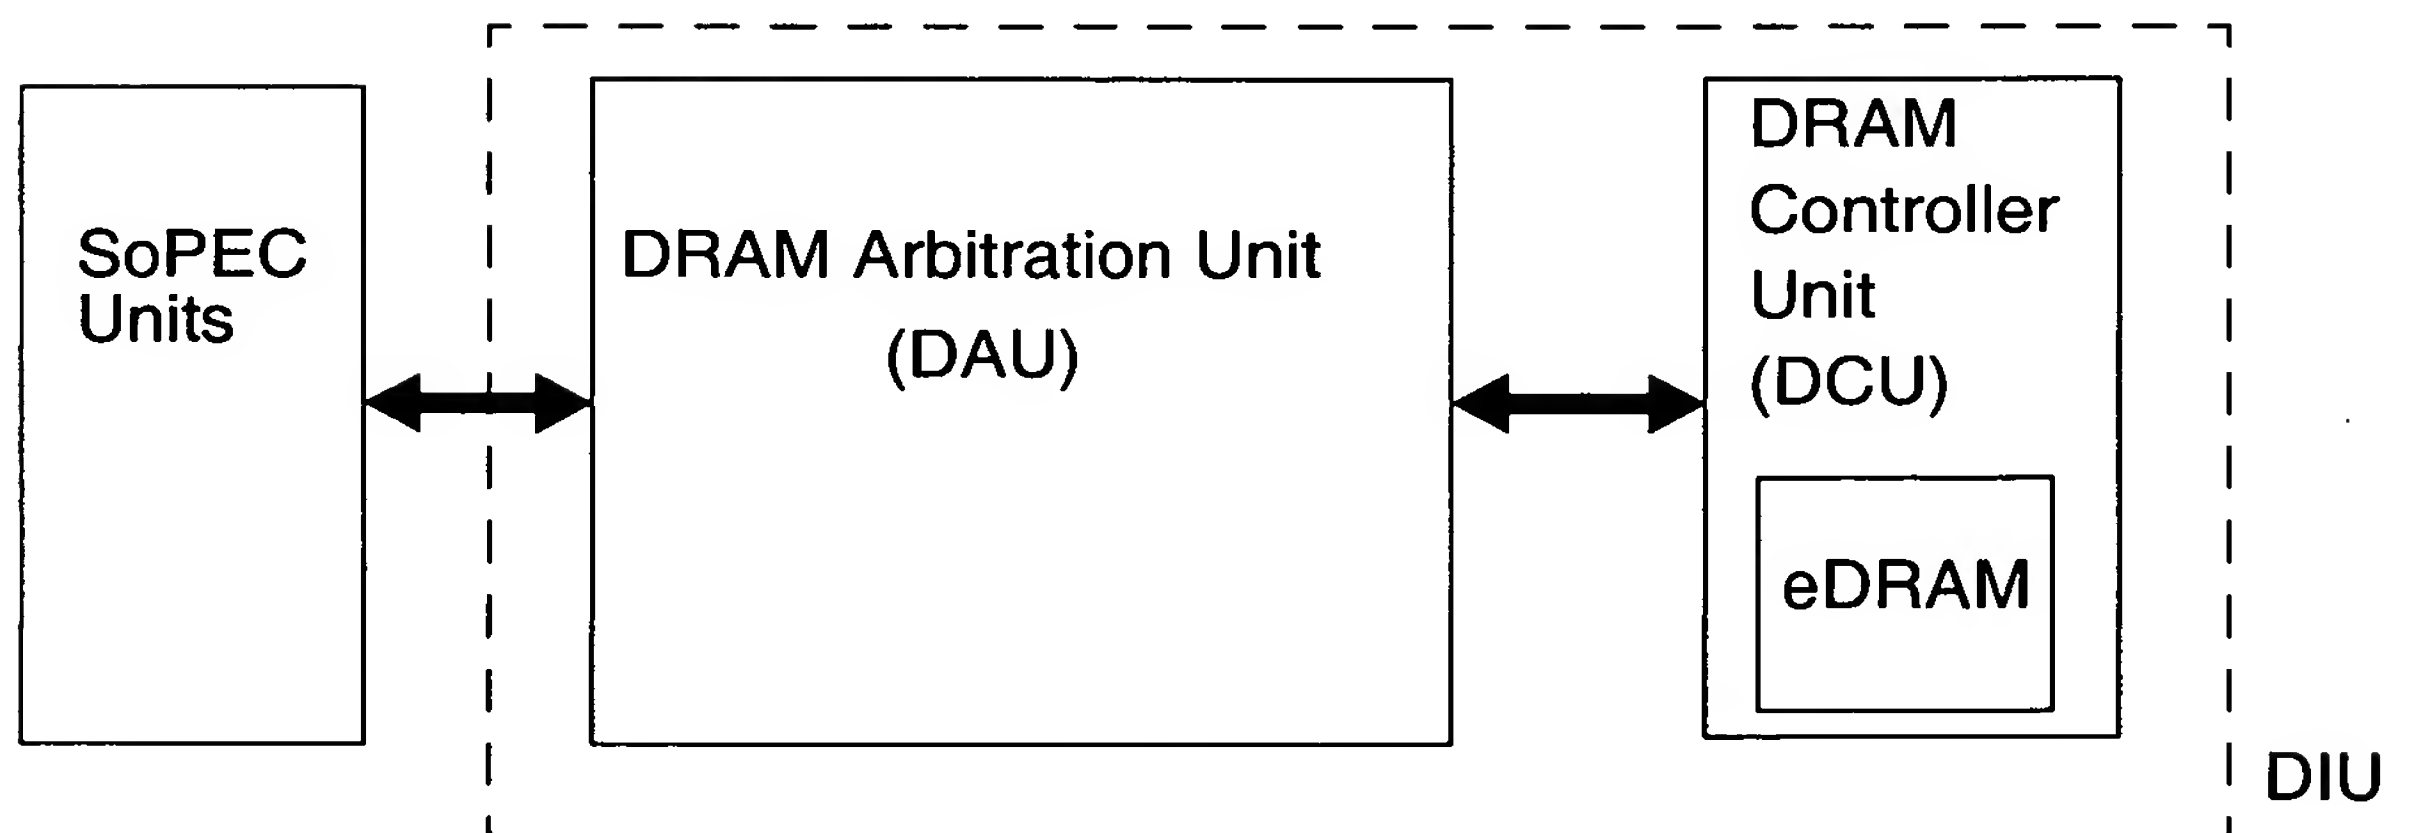 SoPEC
Units
DRAM Arbitration Unit
(DAU)
DRAM
Controller
Unit
(DCU)
eDRAM
DIU